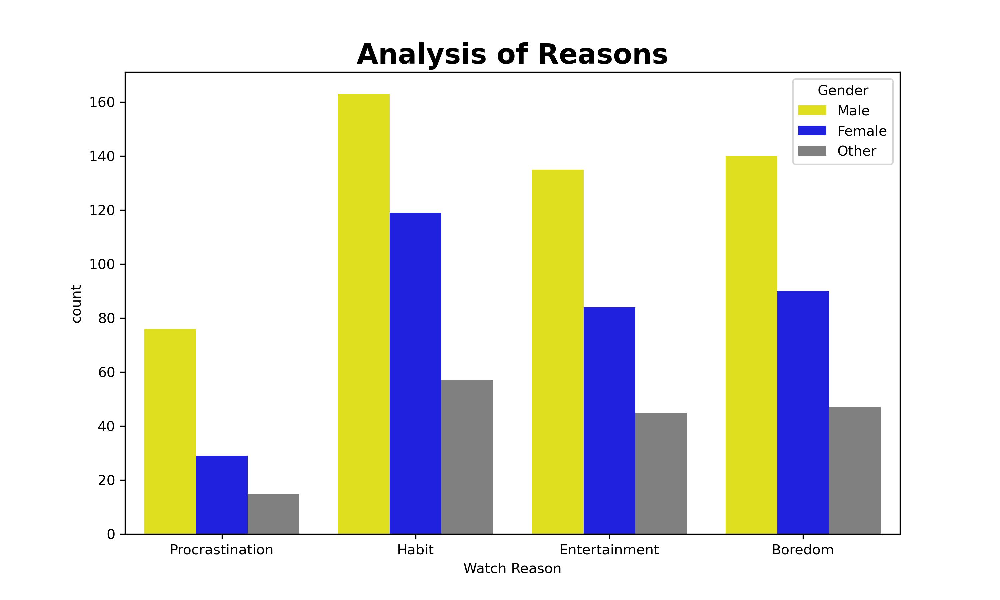 Analysis of Reasons
Gender
Male
Female
Other
160
140
120
100
80
60
40
20
0
count
Procrastination Habit Entertainment Boredom
Watch Reason